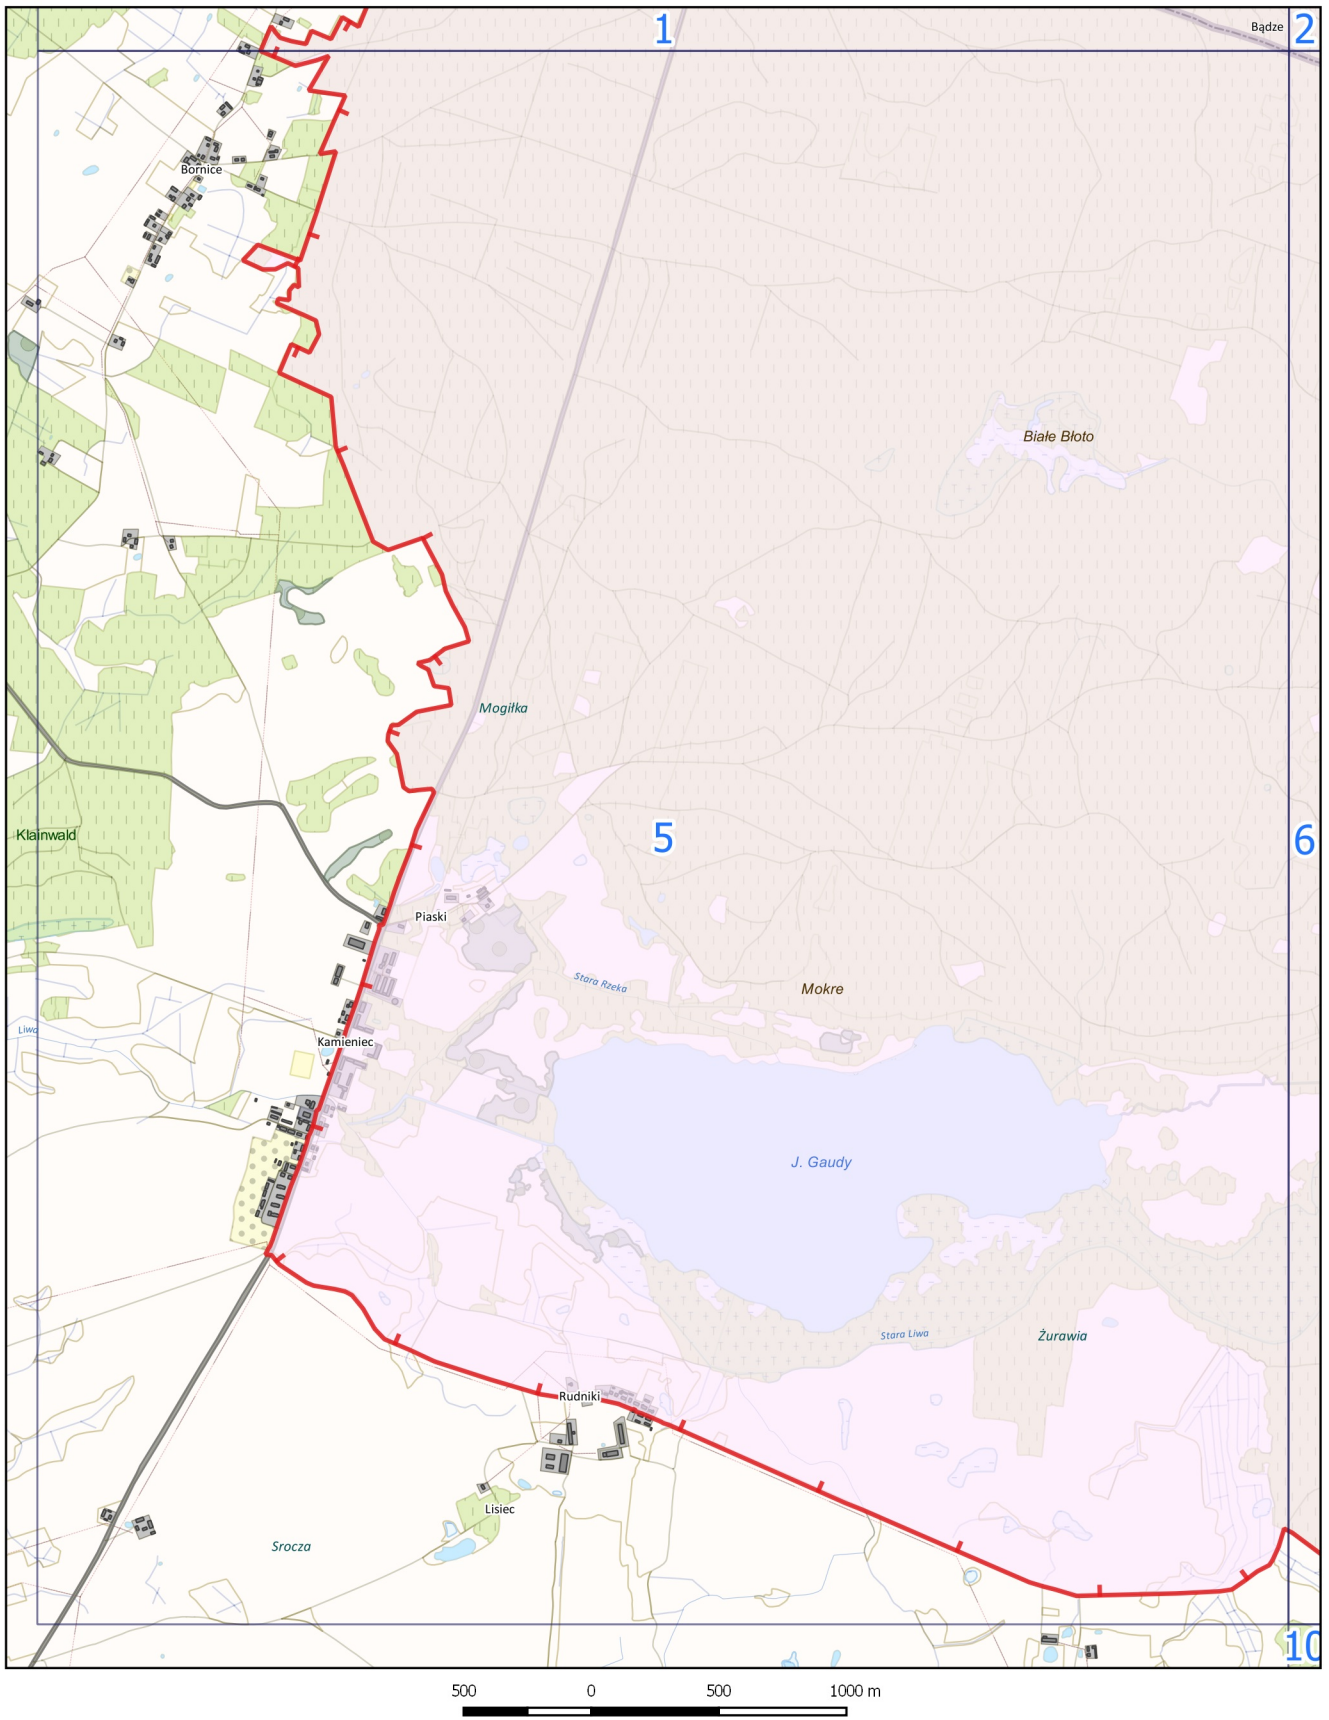 1
Bądze
2
Bornice
Białe Błoto
Mogiłka
Klainwald
5
6
Piaski
Stara Rzeka
Mokre
Liwa
Kamieniec
J. Gaudy
Stara Liwa
Żurawia
Rudniki
Lisiec
Srocza
10
500 0 500 1000 m